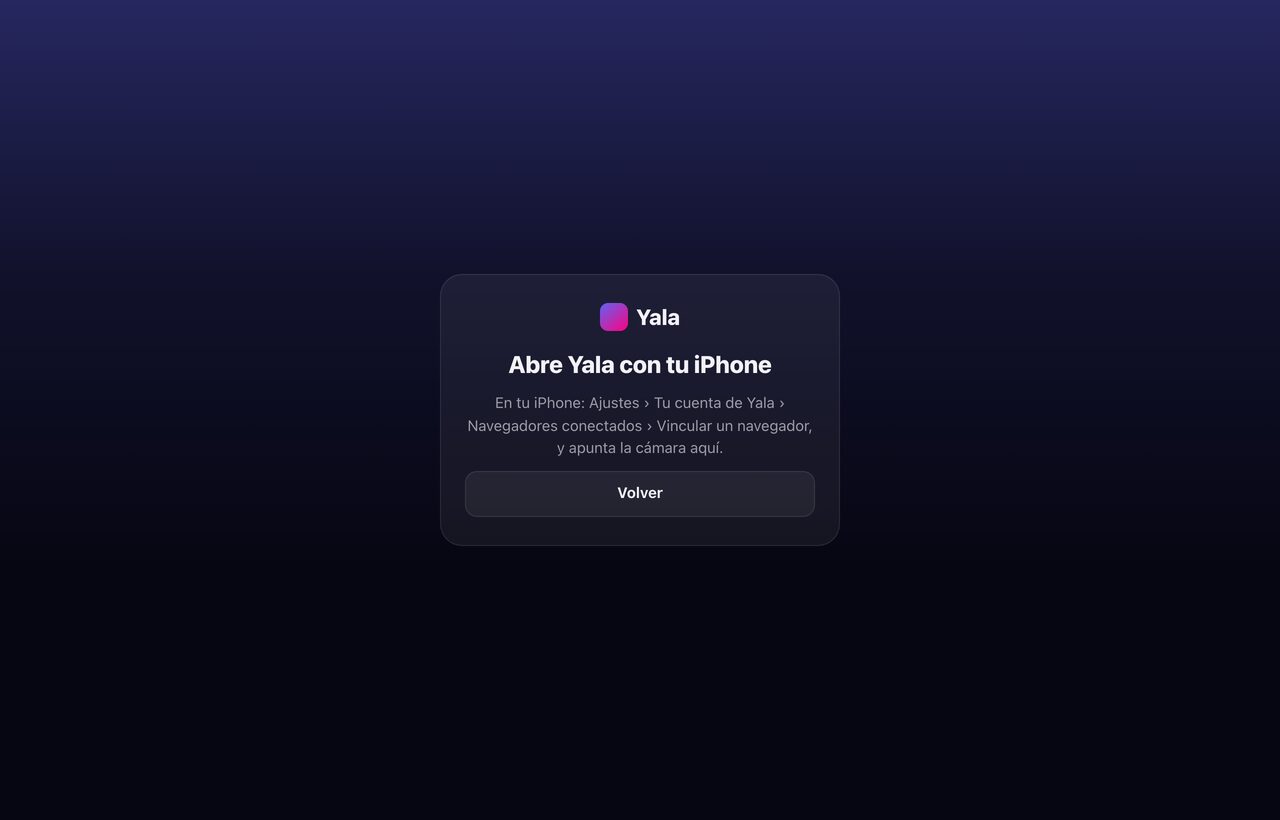 Yala
Abre Yala con tu iPhone
En tu iPhone: Ajustes › Tu cuenta de Yala ›
Navegadores conectados › Vincular un navegador,
y apunta la cámara aquí.
Volver